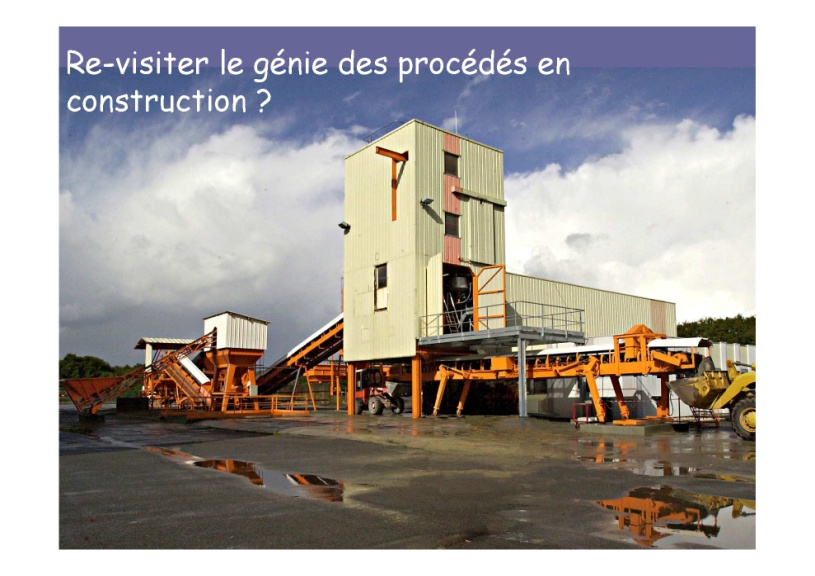 Re-visiter le génie des procédés en
construction ?